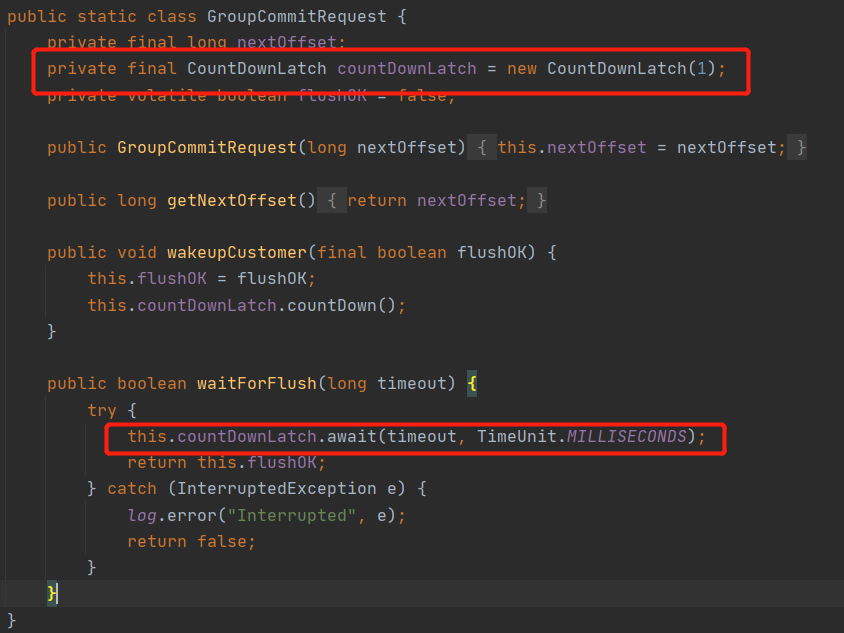 public static class GroupCommitRequest {
private final long nextOffset;
private final CountDownLatch countDownLatch = new CountDownLatch(1);
private volatile boolean flushOK = false;
public GroupCommitRequest(long nextOffset) { this.nextOffset = nextOffset; }
public long getNextOffset() { return nextOffset; }
public void wakeupCustomer(final boolean flushOK) {
this.flushOK = flushOK;
this.countDownLatch.countDown();
}
public boolean waitForFlush(long timeout) {
try {
this.countDownLatch.await(timeout, TimeUnit.MILLISECONDS);
return this.flushOK;
} catch (InterruptedException e) {
log.error("Interrupted", e);
return false;
}
}
}